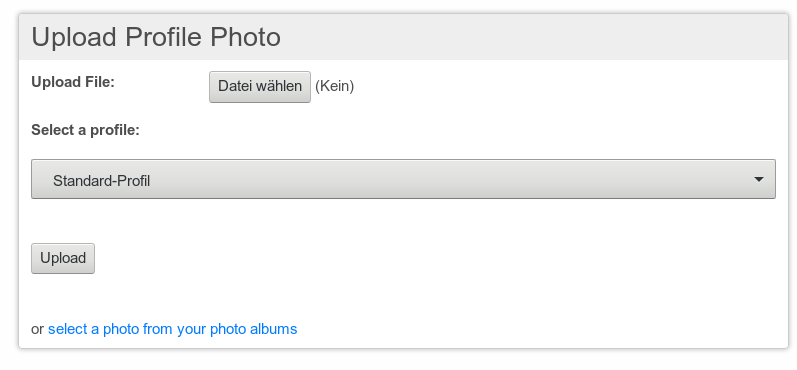 Upload Profile Photo
Upload File: Datei wählen (Kein)
Select a profile:
Standard-Profil
Upload
or select a photo from your photo albums